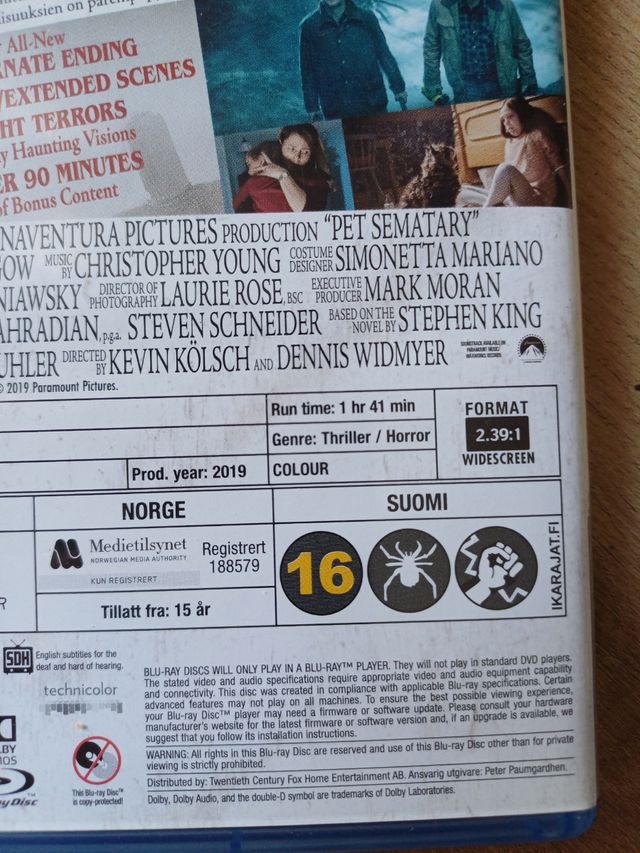 isuuksien on
All-New
NATE ENDING
EXTENDED SCENES
HT TERRORS
Haunting Visions
ER 90 MINUTES
of Bonus Content
NAVENTURA PICTURES PRODUCTION "PET SEMATARY"
GOW MUSIC BY CHRISTOPHER YOUNG COSTUME DESIGNER SIMONETTA MARIANO
NIAWSKY DIRECTOR OF PHOTOGRAPHY LAURIE ROSE, BSC EXECUTIVE PRODUCER MARK MORAN
AHRADIAN, p.g.a. STEVEN SCHNEIDER BASED ON THE NOVEL BY STEPHEN KING
UHLER DIRECTED BY KEVIN KÖLSCH AND DENNIS WIDMYER
SOUNDTRACK AVAILABLE ON
PARAMOUNT MUSIC/
WAXWORK RECORDS
© 2019 Paramount Pictures.
Run time: 1 hr 41 min
Genre: Thriller / Horror
Prod. year: 2019
COLOUR
FORMAT
2.39:1
WIDESCREEN
NORGE
Medietilsynet
NORWEGIAN MEDIA AUTHORITY
KUN REGISTRERT
Registrert
188579
Tillatt fra: 15 år
SUOMI
16
IKARAJAT.FI
R
SDH English subtitles for the
deaf and hard of hearing.
technicolor
LBY
MOS
ay Disc
This Blu-ray Disc™
is copy-protected!
BLU-RAY DISCS WILL ONLY PLAY IN A BLU-RAY™ PLAYER. They will not play in standard DVD players.
The stated video and audio specifications require appropriate video and audio equipment capability
and connectivity. This disc was created in compliance with applicable Blu-ray specifications. Certain
advanced features may not play on all machines. To ensure the best possible viewing experience,
your Blu-ray Disc™ player may need a firmware or software update. Please consult your hardware
manufacturer's website for the latest firmware or software version and, if an upgrade is available, we
suggest that you follow its installation instructions.
WARNING: All rights in this Blu-ray Disc are reserved and use of this Blu-ray Disc other than for private
viewing is strictly prohibited.
Distributed by: Twentieth Century Fox Home Entertainment AB. Ansvarig utgivare: Peter Paumgardhen.
Dolby, Dolby Audio, and the double-D symbol are trademarks of Dolby Laboratories.